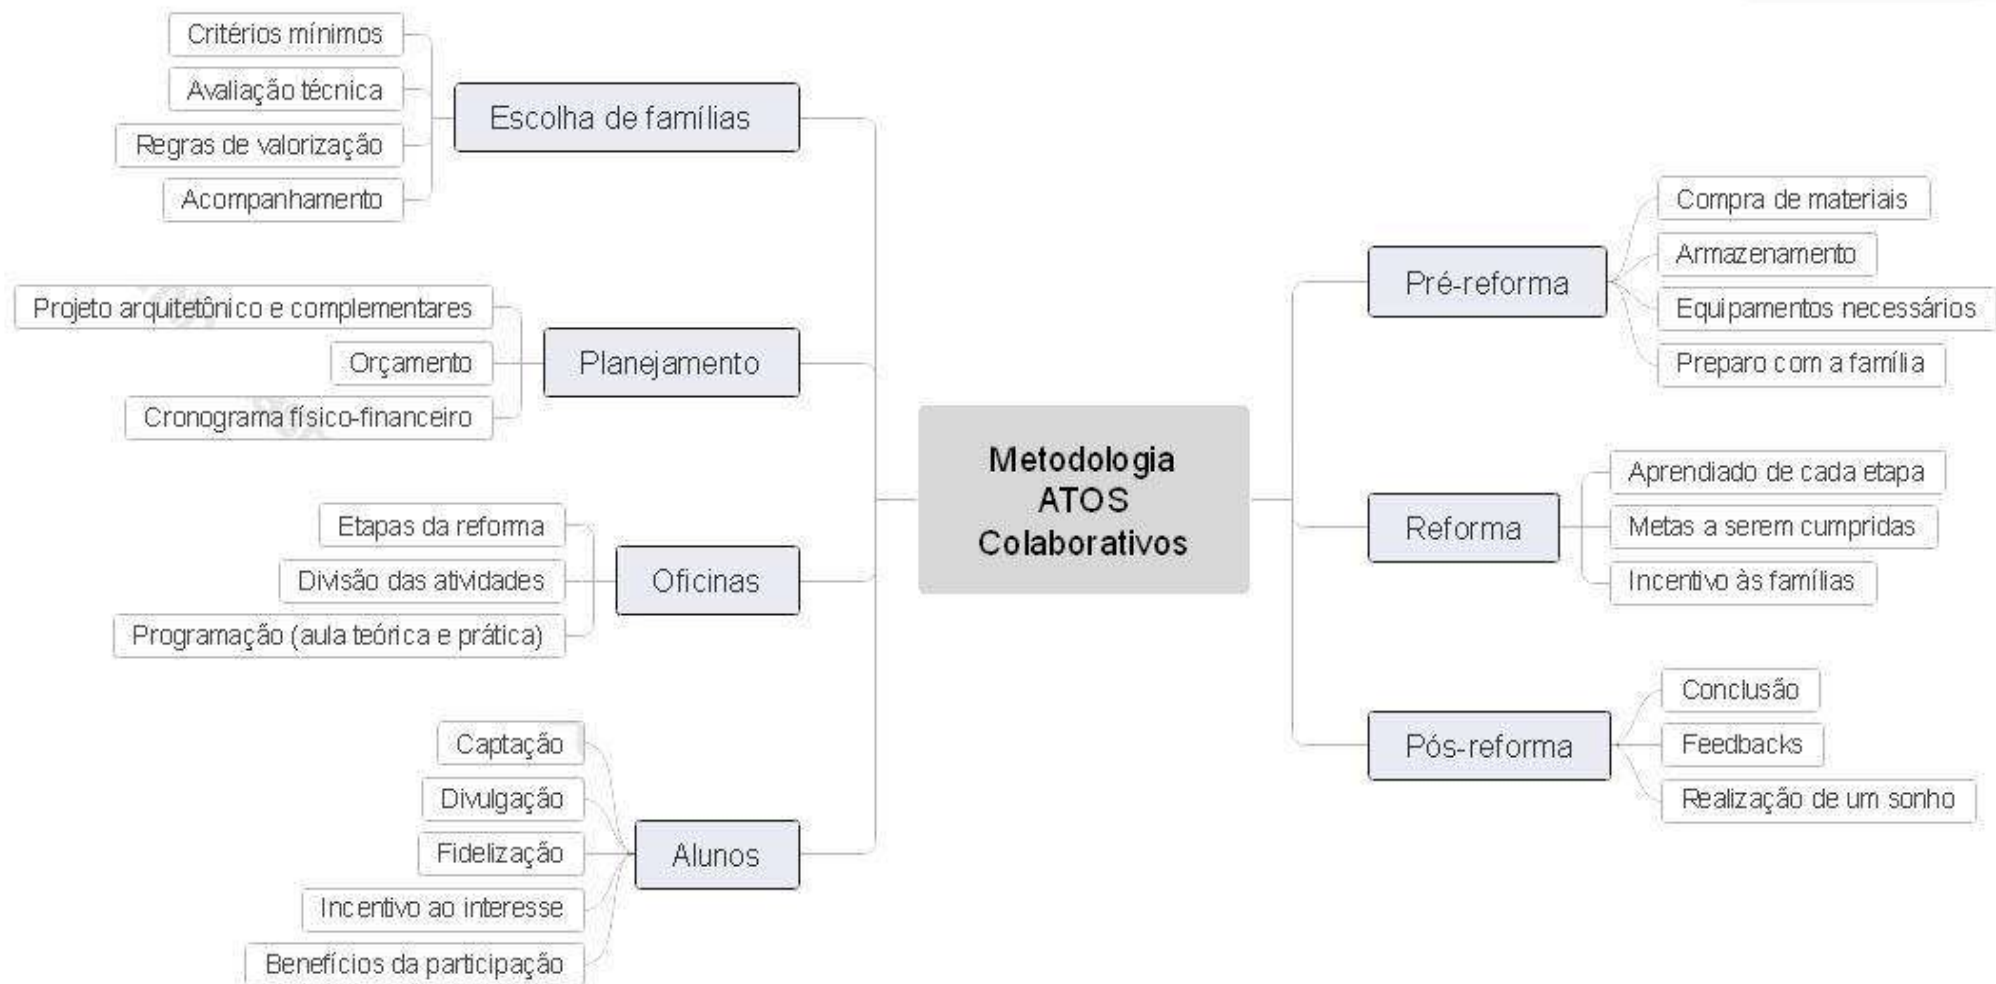 Critérios mínimos
Avaliação técnica
Regras de valorização
Acompanhamento
Escolha de famílias
Projeto arquitetônico e complementares
Orçamento
Cronograma físico-financeiro
Planejamento
Etapas da reforma
Divisão das atividades
Programação (aula teórica e prática)
Oficinas
Captação
Divulgação
Fidelização
Incentivo ao interesse
Benefícios da participação
Alunos
Metodologia
ATOS
Colaborativos
Pré-reforma
Compra de materiais
Armazenamento
Equipamentos necessários
Preparo com a família
Reforma
Aprendiado de cada etapa
Metas a serem cumpridas
Incentivo às famílias
Pós-reforma
Conclusão
Feedbacks
Realização de um sonho